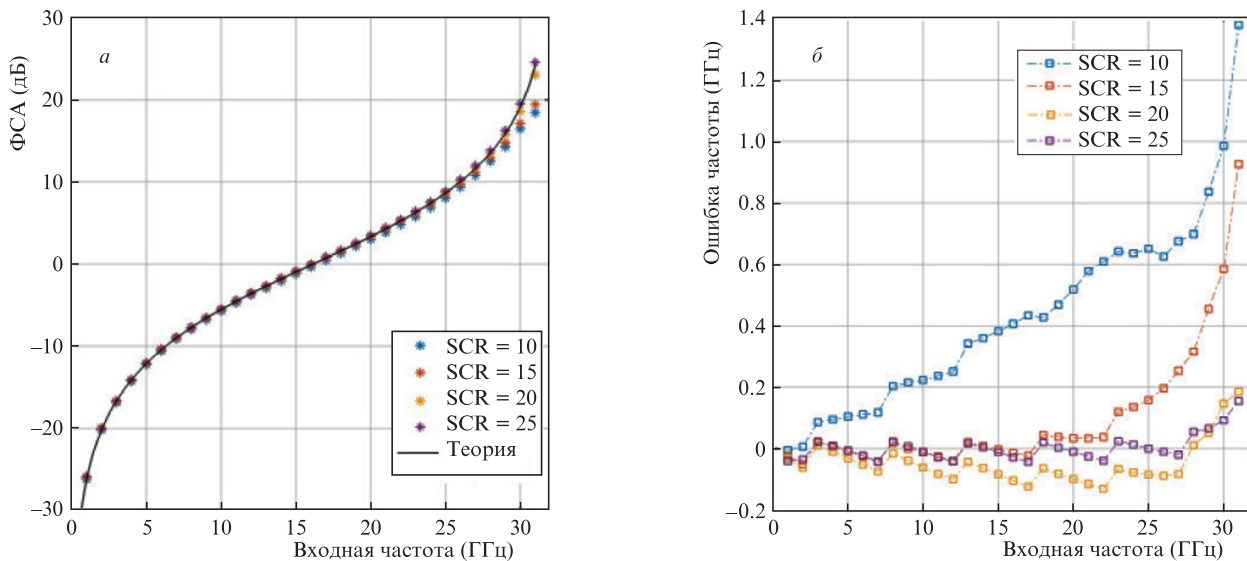 а
ФСА (дБ)
30
20
10
0
–10
–20
–30
SCR = 10
SCR = 15
SCR = 20
SCR = 25
Теория
0
5
10
15
20
25
30
Входная частота (ГГц)
б
Ошибка частоты (ГГц)
1.4
1.2
1.0
0.8
0.6
0.4
0.2
0
–0.2
SCR = 10
SCR = 15
SCR = 20
SCR = 25
0
5
10
15
20
25
30
Входная частота (ГГц)